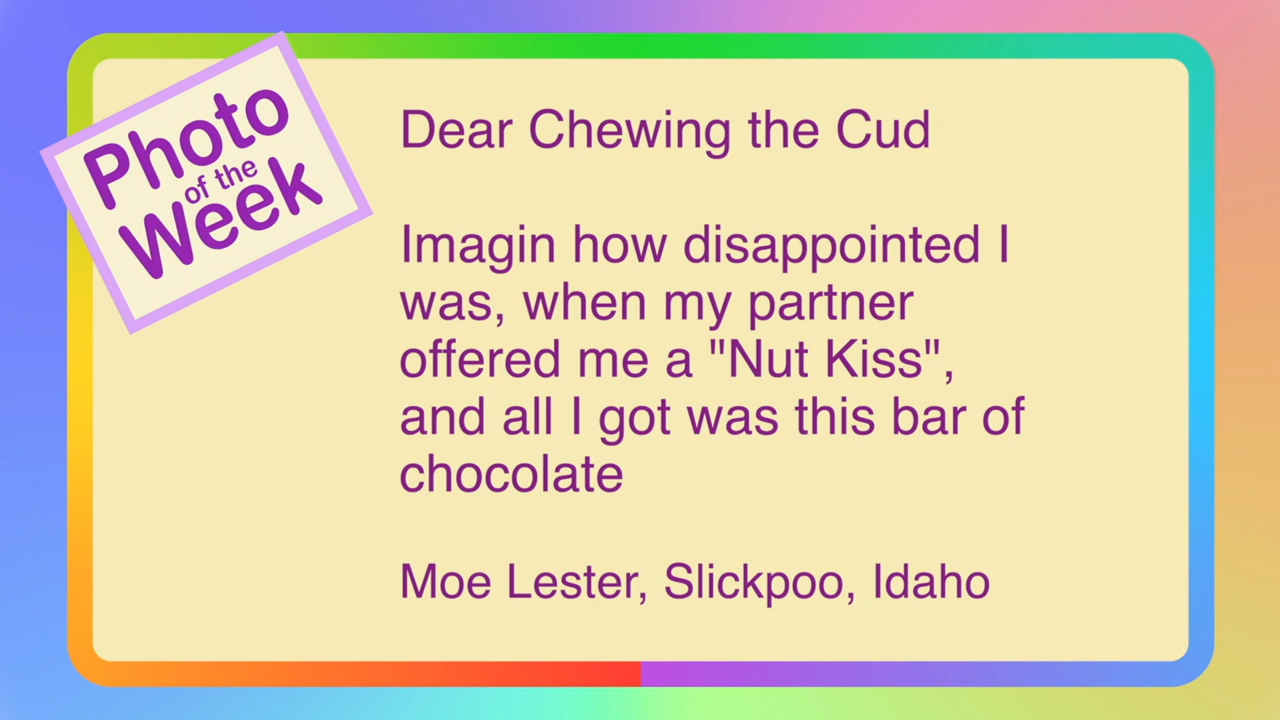 Photo
of the
Week
Dear Chewing the Cud
Imagin how disappointed I
was, when my partner
offered me a "Nut Kiss",
and all I got was this bar of
chocolate
Moe Lester, Slickpoo, Idaho